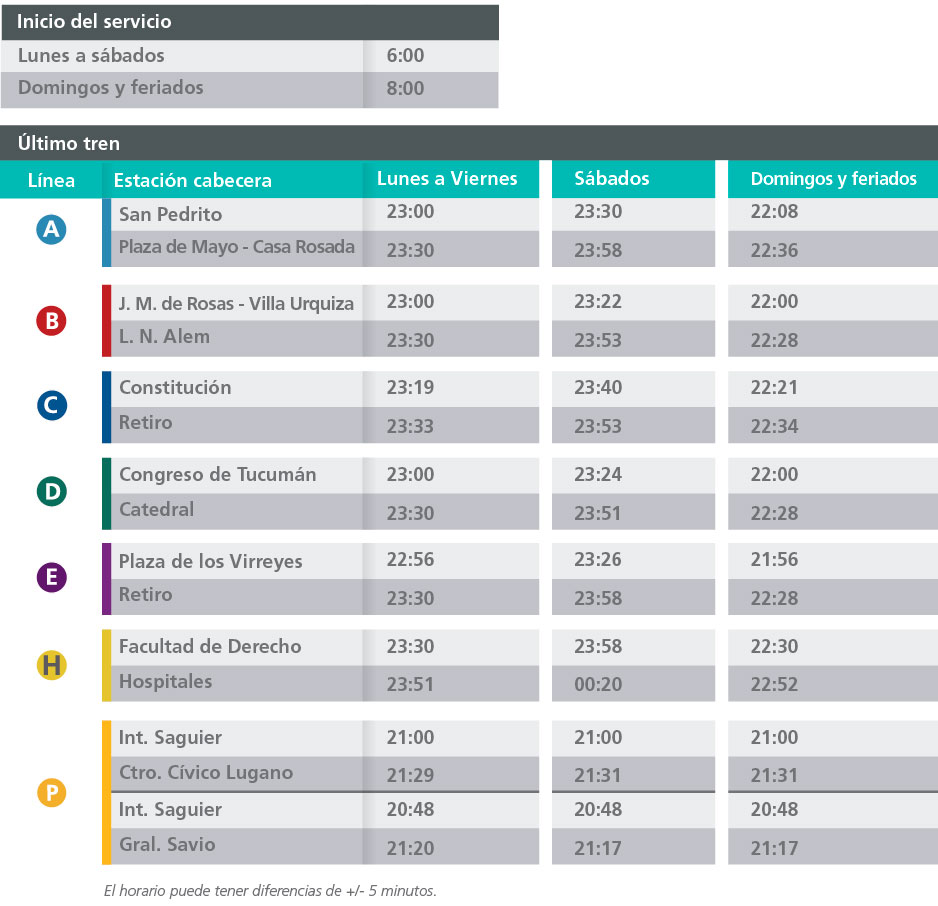 Inicio del servicio
Lunes a sábados 6:00
Domingos y feriados 8:00
Último tren
Línea Estación cabecera Lunes a Viernes Sábados Domingos y feriados
A
San Pedrito 23:00 23:30 22:08
Plaza de Mayo - Casa Rosada 23:30 23:58 22:36
B
J. M. de Rosas - Villa Urquiza 23:00 23:22 22:00
L. N. Alem 23:30 23:53 22:28
C
Constitución 23:19 23:40 22:21
Retiro 23:33 23:53 22:34
D
Congreso de Tucumán 23:00 23:24 22:00
Catedral 23:30 23:51 22:28
E
Plaza de los Virreyes 22:56 23:26 21:56
Retiro 23:30 23:58 22:28
H
Facultad de Derecho 23:30 23:58 22:30
Hospitales 23:51 00:20 22:52
P
Int. Saguier 21:00 21:00 21:00
Ctro. Cívico Lugano 21:29 21:31 21:31
Int. Saguier 20:48 20:48 20:48
Gral. Savio 21:20 21:17 21:17
El horario puede tener diferencias de +/- 5 minutos.